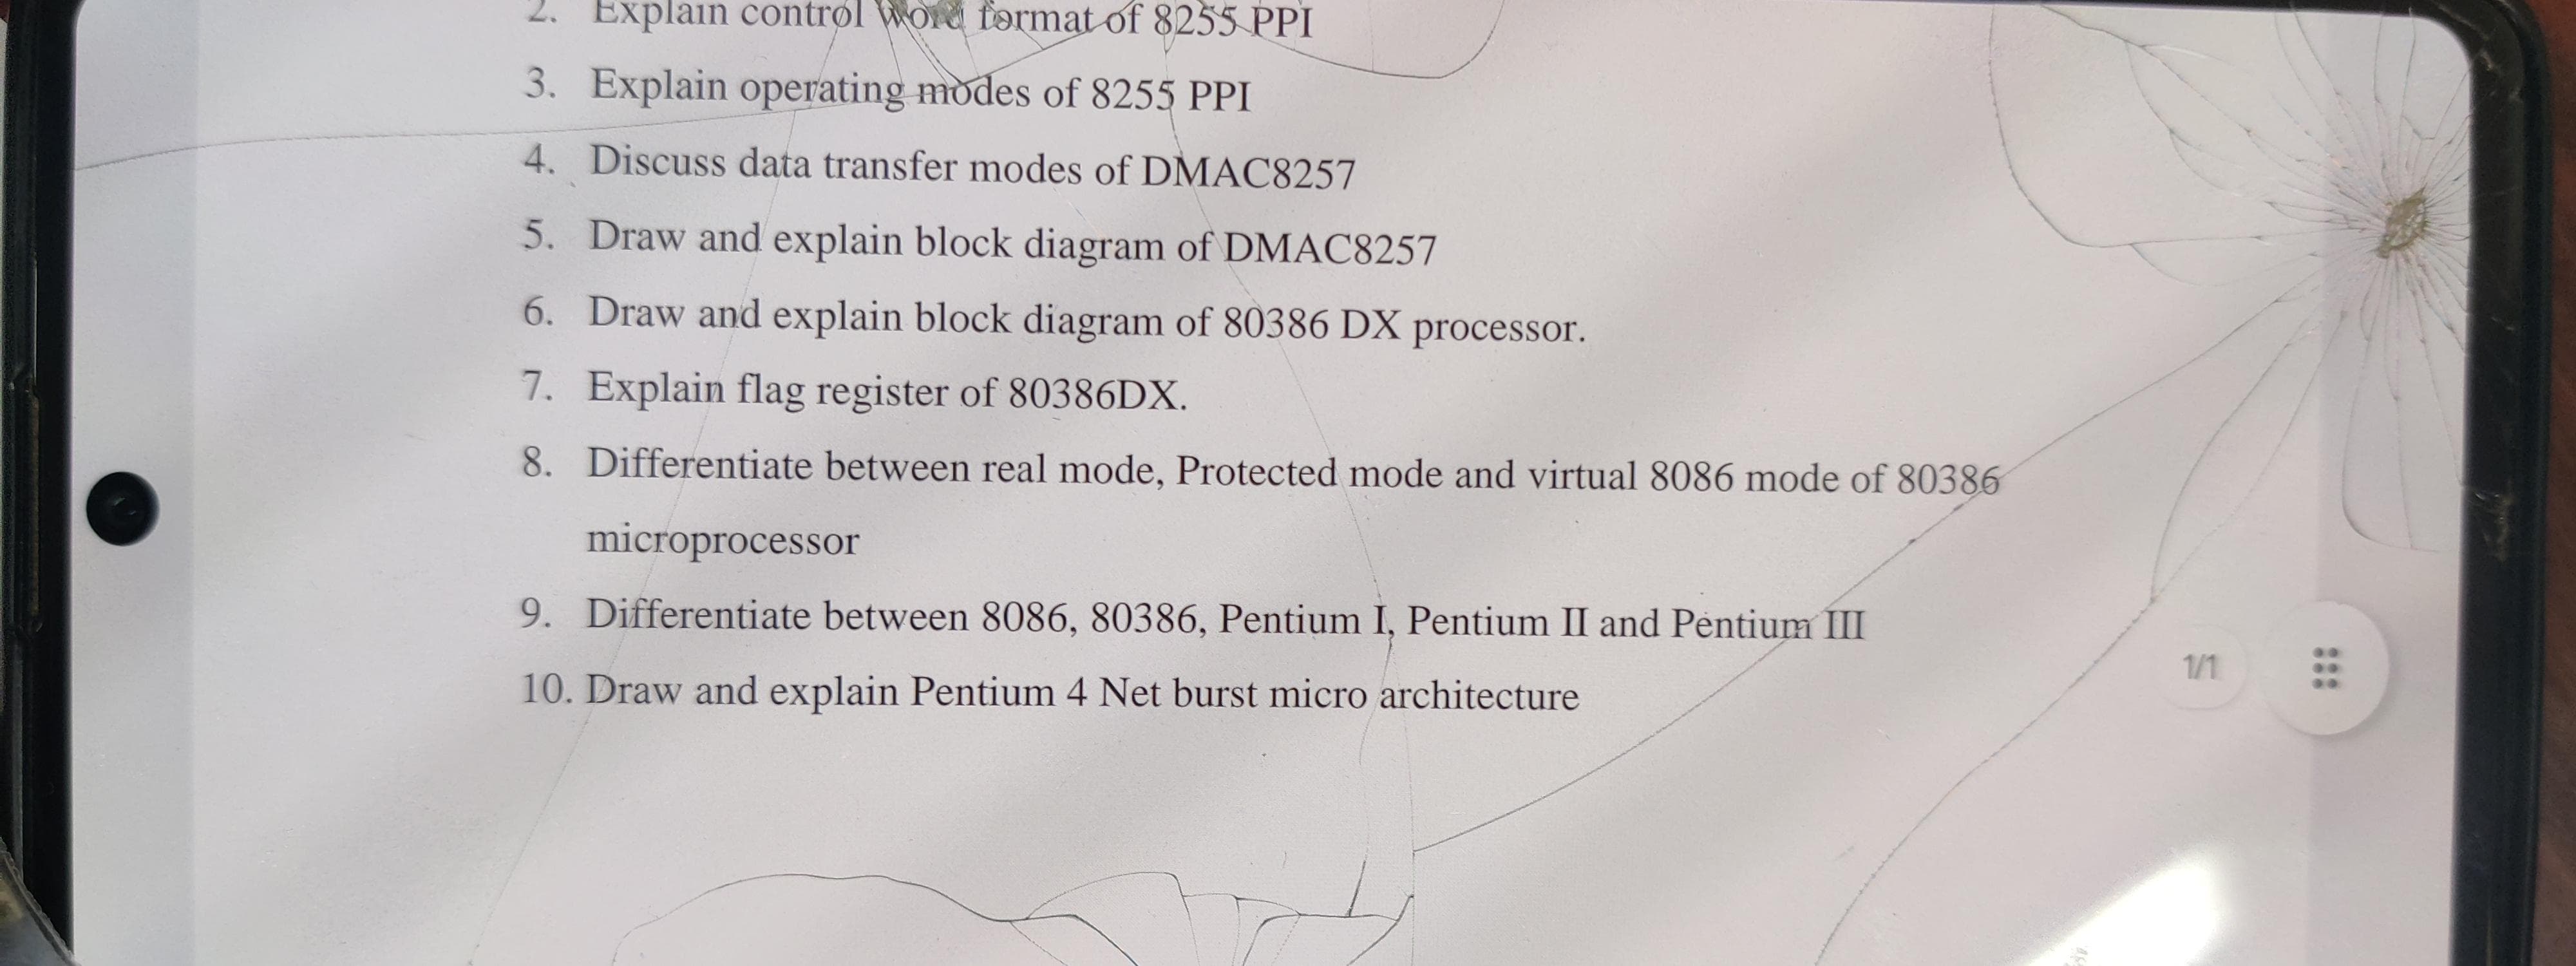 2. Explain control Word format of 8255 PPI
3. Explain operating modes of 8255 PPI
4. Discuss data transfer modes of DMAC8257
5. Draw and explain block diagram of DMAC8257
6. Draw and explain block diagram of 80386 DX processor.
7. Explain flag register of 80386DX.
8. Differentiate between real mode, Protected mode and virtual 8086 mode of 80386
microprocessor
9. Differentiate between 8086, 80386, Pentium I, Pentium II and Pentium III
1/1
10. Draw and explain Pentium 4 Net burst micro architecture